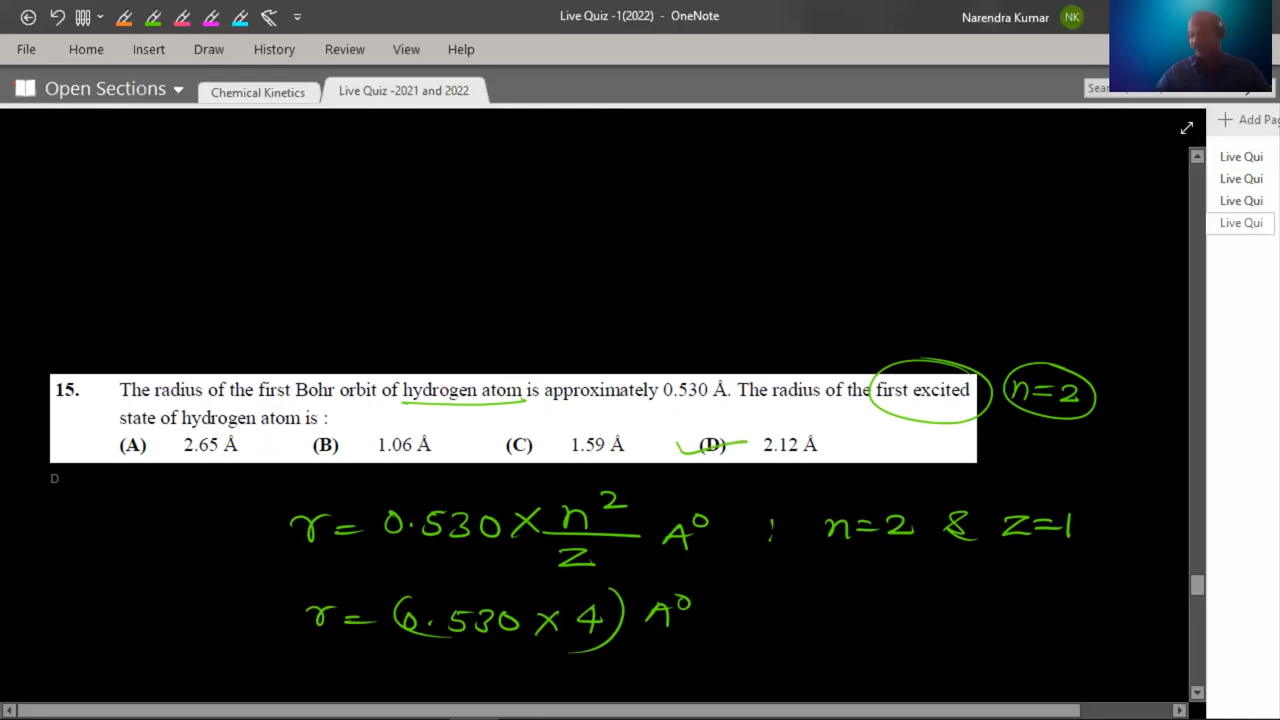 Live Quiz -1(2022) - OneNote
Narendra Kumar NK
File Home Insert Draw History Review View Help
Open Sections Chemical Kinetics Live Quiz -2021 and 2022
Add Pag
Live Qui
Live Qui
Live Qui
Live Qui
15. The radius of the first Bohr orbit of hydrogen atom is approximately 0.530 Å. The radius of the first excited n=2
state of hydrogen atom is :
(A) 2.65 Å (B) 1.06 Å (C) 1.59 Å (D) 2.12 Å
D
r = 0.530 × n²/Z A⁰ ; n=2 & Z=1
r = (0.530 × 4) A⁰